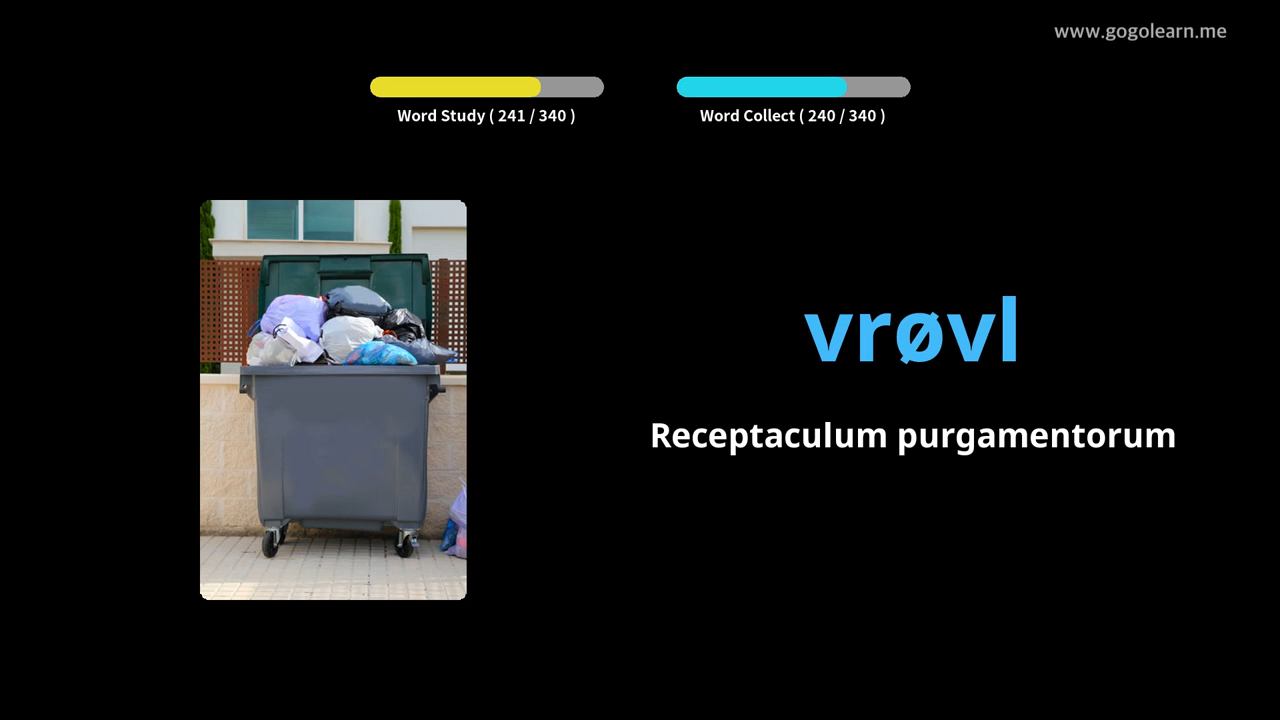 www.gogolearn.me
Word Study ( 241 / 340 )
Word Collect ( 240 / 340 )
vrøvl
Receptaculum purgamentorum